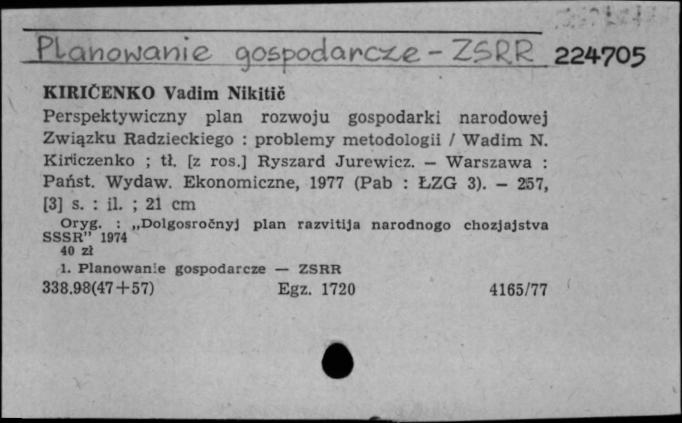 Planowanie gospodarcze - ZSRR 224705
KIRIČENKO Vadim Nikitič
Perspektywiczny plan rozwoju gospodarki narodowej
Związku Radzieckiego : problemy metodologii / Wadim N.
Kiriczenko ; tł. [z ros.] Ryszard Jurewicz. — Warszawa :
Państ. Wydaw. Ekonomiczne, 1977 (Pab : ŁZG 3). — 257,
[3] s. : il. ; 21 cm
Oryg. : „Dolgosročnyj plan razvitija narodnogo chozjajstva
SSSR" 1974
40 zł
1. Planowanie gospodarcze — ZSRR
338.98(47+57) Egz. 1720 4165/77